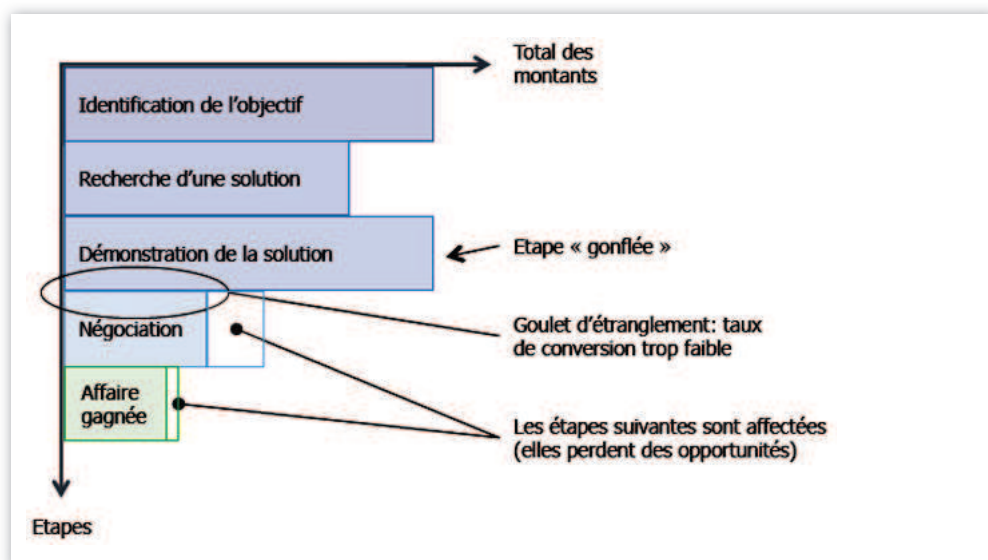 Total des
montants
Identification de l'objectif
Recherche d'une solution
Démonstration de la solution
Etape « gonflée »
Négociation
Goulet d'étranglement: taux
de conversion trop faible
Affaire
gagnée
Les étapes suivantes sont affectées
(elles perdent des opportunités)
Etapes